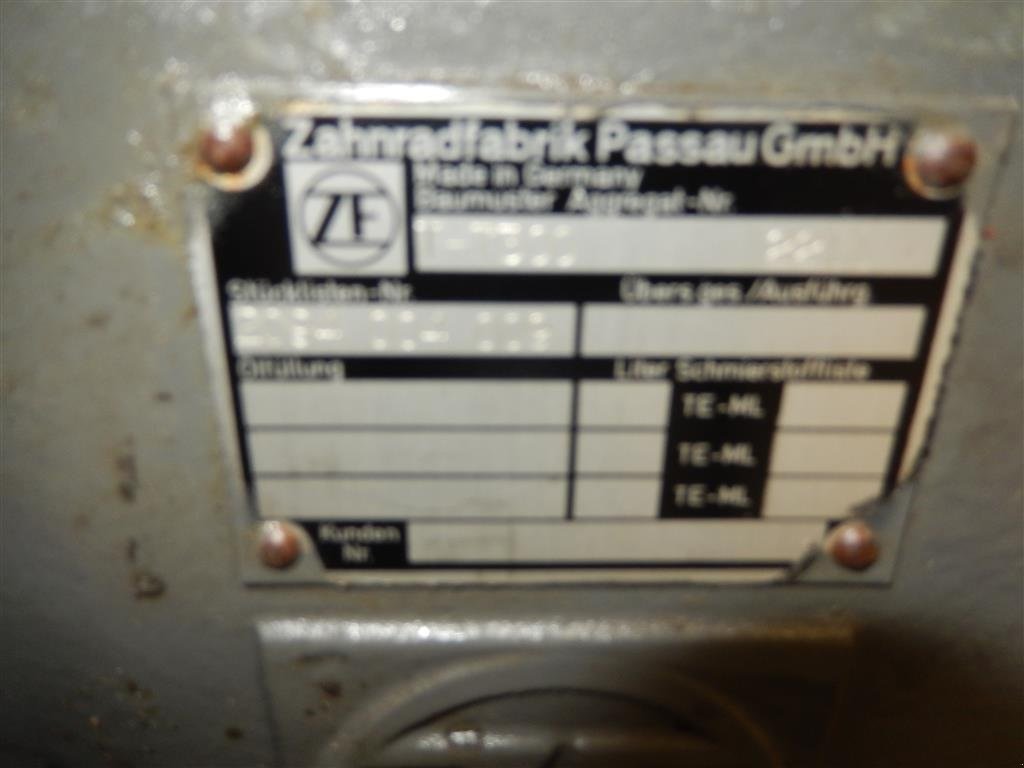 Zahnradfabrik Passau GmbH
ZF
Made in Germany
Baumuster Aggregat-Nr.
Stücklisten-Nr. Übers.ges./Ausführg.
Ölfüllung Liter Schmierstoffliste
TE-ML
TE-ML
TE-ML
Kunden
Nr.